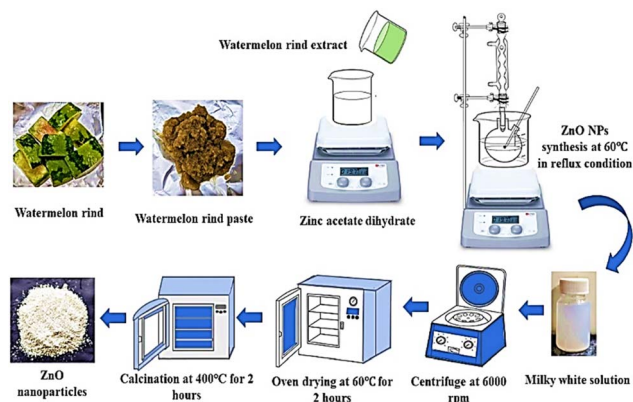 Watermelon rind extract
ZnO NPs
synthesis at 60℃
in reflux condition
Watermelon rind
Watermelon rind paste
Zinc acetate dihydrate
ZnO
nanoparticles
Calcination at 400℃ for 2
hours
Oven drying at 60℃ for
2 hours
Centrifuge at 6000
rpm
Milky white solution